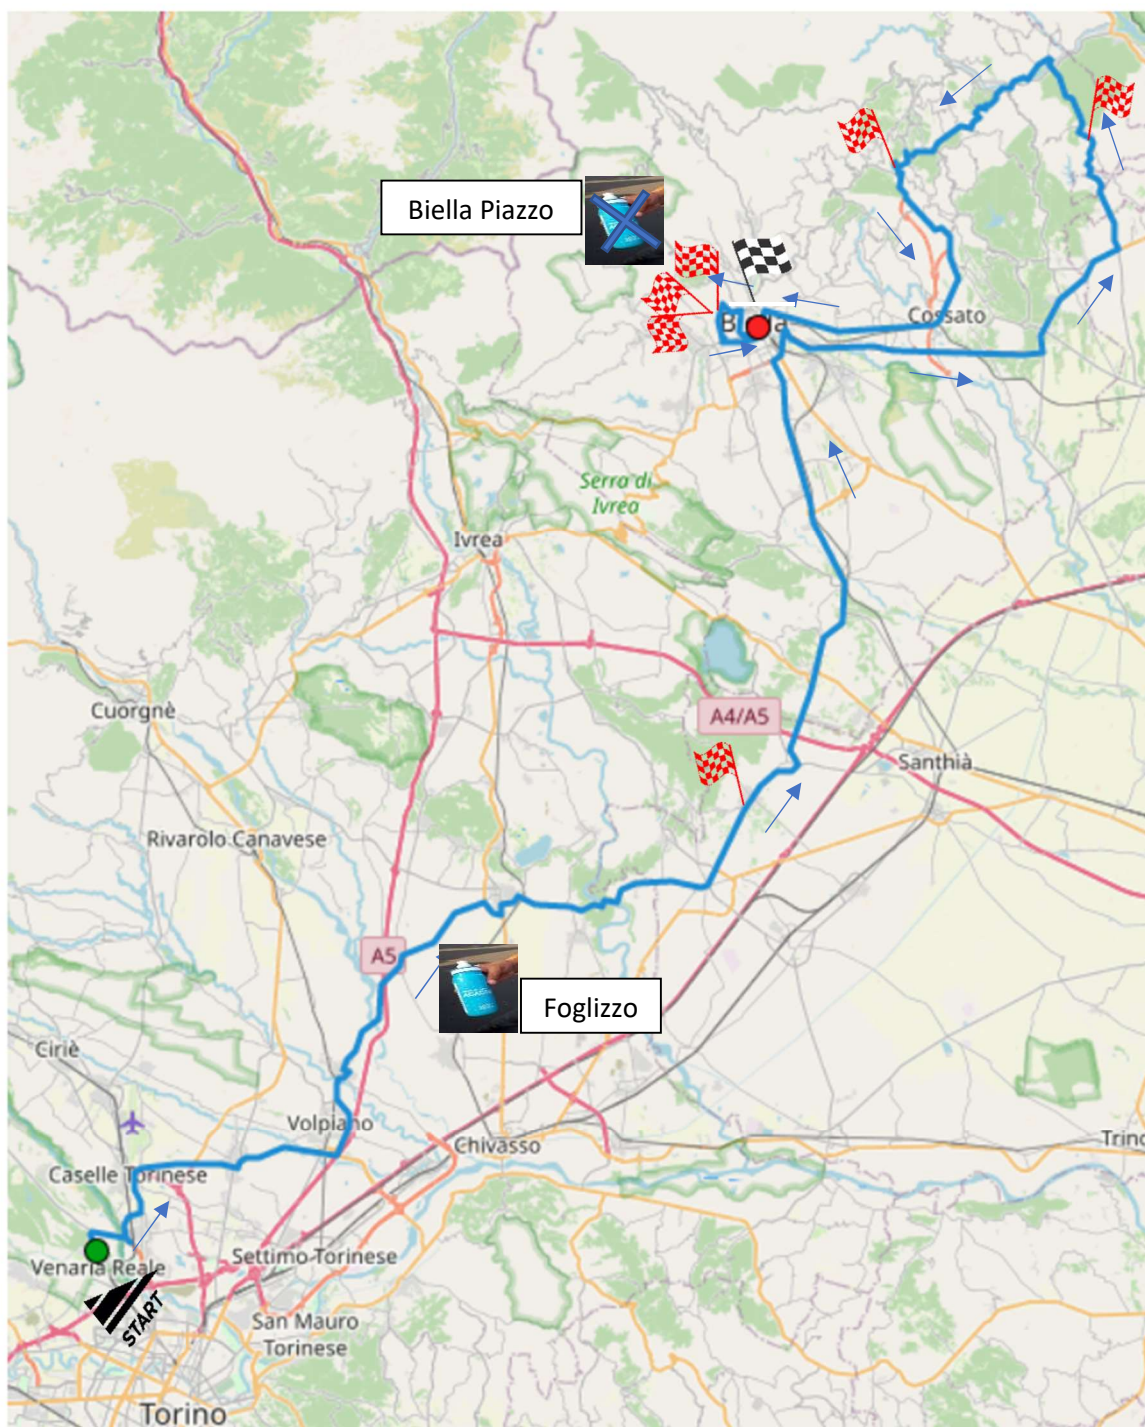 Biella Piazzo
Biella
Cossato
Serra di
Ivrea
Ivrea
Cuorgnè
A4/A5
Santhià
Rivarolo Canavese
A5
Foglizzo
Ciriè
Volpiano
Chivasso
Trino
Caselle Torinese
Venaria Reale
Settimo Torinese
START
San Mauro
Torinese
Torino